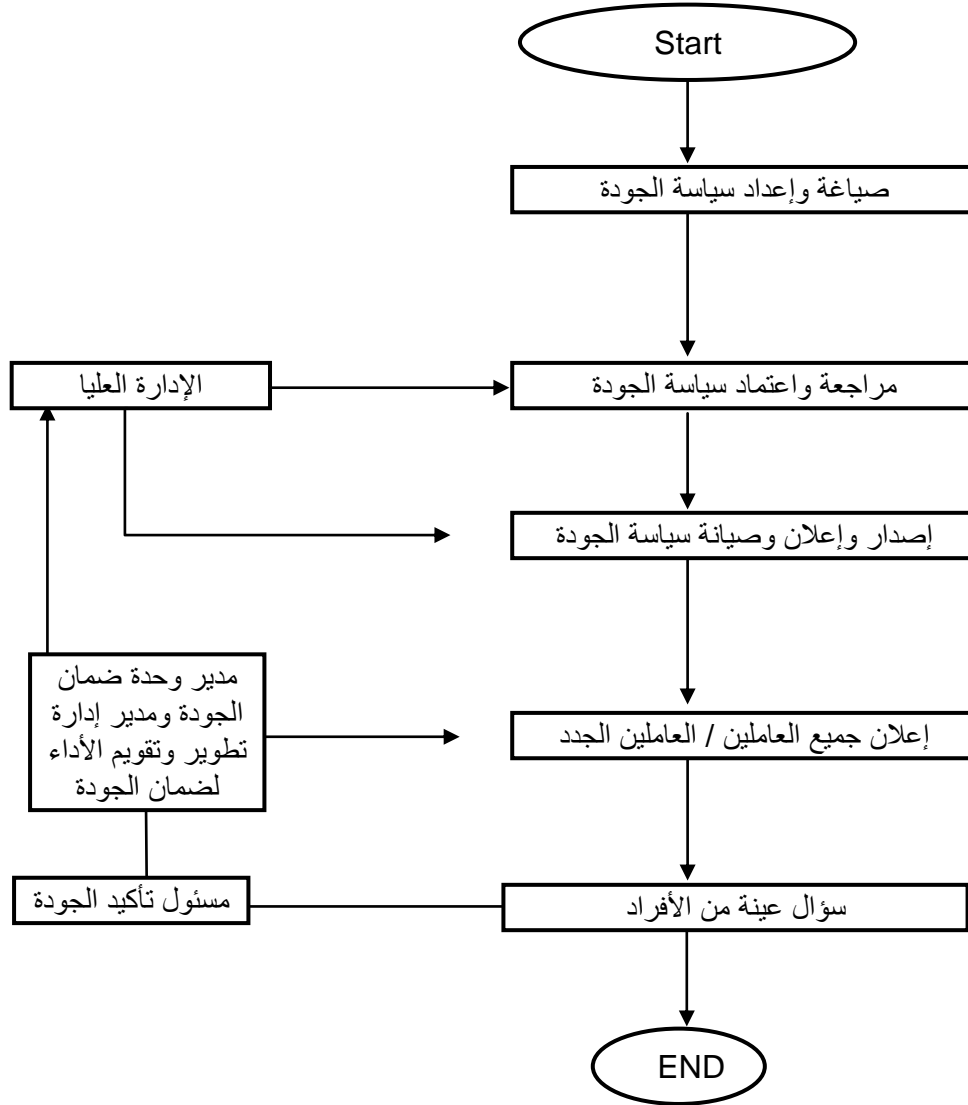 Start
صياغة وإعداد سياسة الجودة
مراجعة واعتماد سياسة الجودة
الإدارة العليا
إصدار وإعلان وصيانة سياسة الجودة
إعلان جميع العاملين / العاملين الجدد
مدير وحدة ضمان
الجودة ومدير إدارة
تطوير وتقويم الأداء
لضمان الجودة
سؤال عينة من الأفراد
مسئول تأكيد الجودة
END